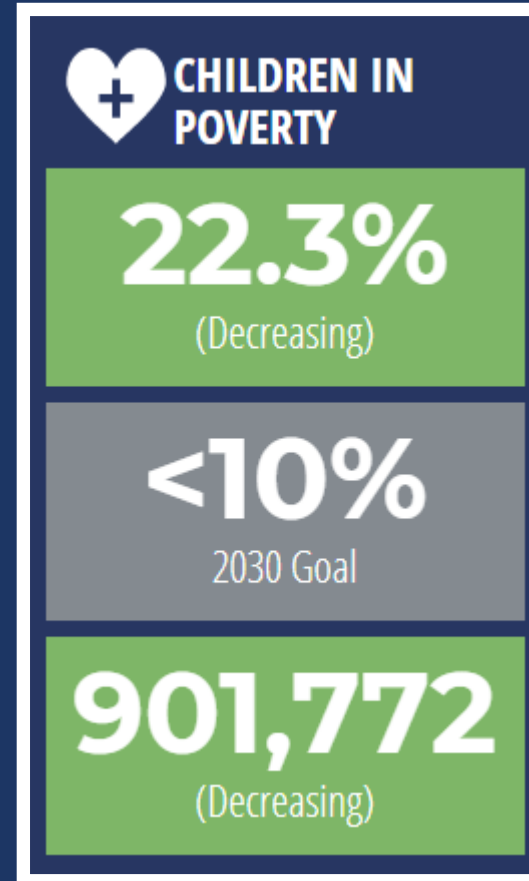 CHILDREN IN
POVERTY
22.3%
(Decreasing)
<10%
2030 Goal
901,772
(Decreasing)